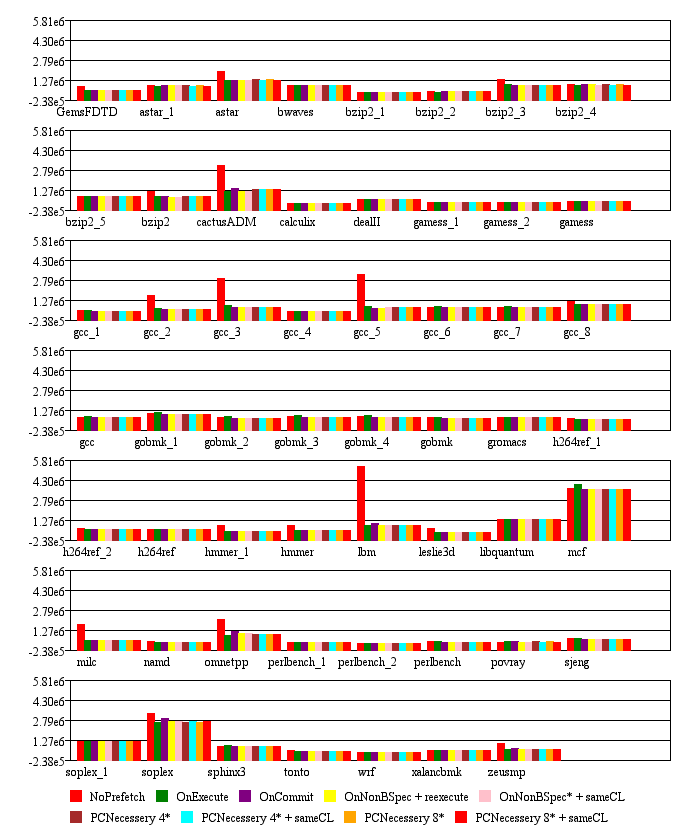 5.81e6
4.30e6
2.79e6
1.27e6
-2.38e5
GemsFDTD astar_1 astar bwaves bzip2_1 bzip2_2 bzip2_3 bzip2_4
5.81e6
4.30e6
2.79e6
1.27e6
-2.38e5
bzip2_5 bzip2 cactusADM calculix dealII gamess_1 gamess_2 gamess
5.81e6
4.30e6
2.79e6
1.27e6
-2.38e5
gcc_1 gcc_2 gcc_3 gcc_4 gcc_5 gcc_6 gcc_7 gcc_8
5.81e6
4.30e6
2.79e6
1.27e6
-2.38e5
gcc gobmk_1 gobmk_2 gobmk_3 gobmk_4 gobmk gromacs h264ref_1
5.81e6
4.30e6
2.79e6
1.27e6
-2.38e5
h264ref_2 h264ref hmmer_1 hmmer lbm leslie3d libquantum mcf
5.81e6
4.30e6
2.79e6
1.27e6
-2.38e5
milc namd omnetpp perlbench_1 perlbench_2 perlbench povray sjeng
5.81e6
4.30e6
2.79e6
1.27e6
-2.38e5
soplex_1 soplex sphinx3 tonto wrf xalancbmk zeusmp
NoPrefetch OnExecute OnCommit OnNonBSpec + reexecute OnNonBSpec* + sameCL
PCNecessery 4* PCNecessery 4* + sameCL PCNecessery 8* PCNecessery 8* + sameCL